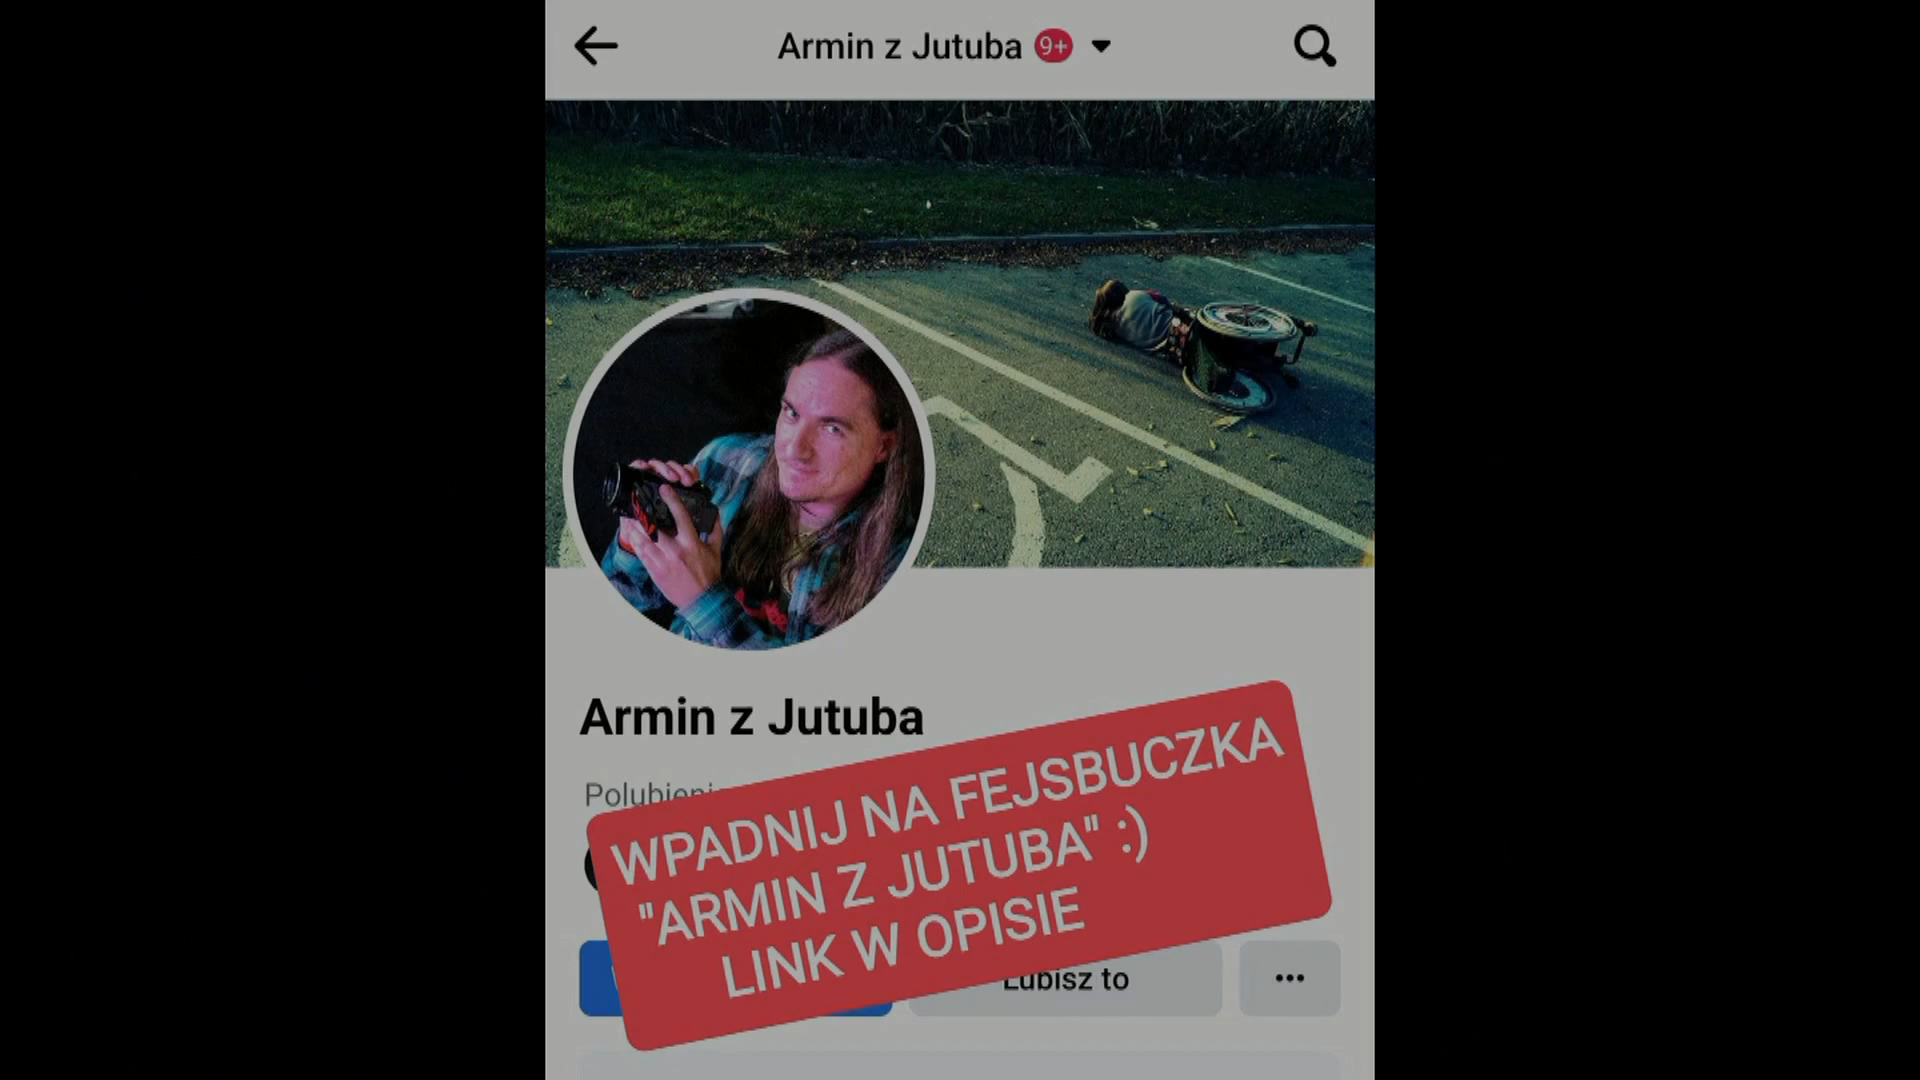 Armin z Jutuba 9+
Armin z Jutuba
WPADNIJ NA FEJSBUCZKA
"ARMIN Z JUTUBA" :)
LINK W OPISIE
Lubisz to